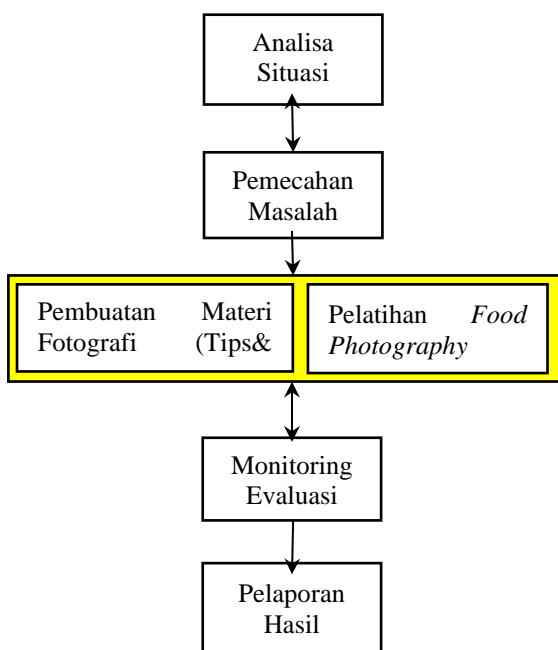 Analisa
Situasi
Pemecahan
Masalah
Pembuatan Materi
Fotografi (Tips&
Pelatihan Food
Photography
Monitoring
Evaluasi
Pelaporan
Hasil